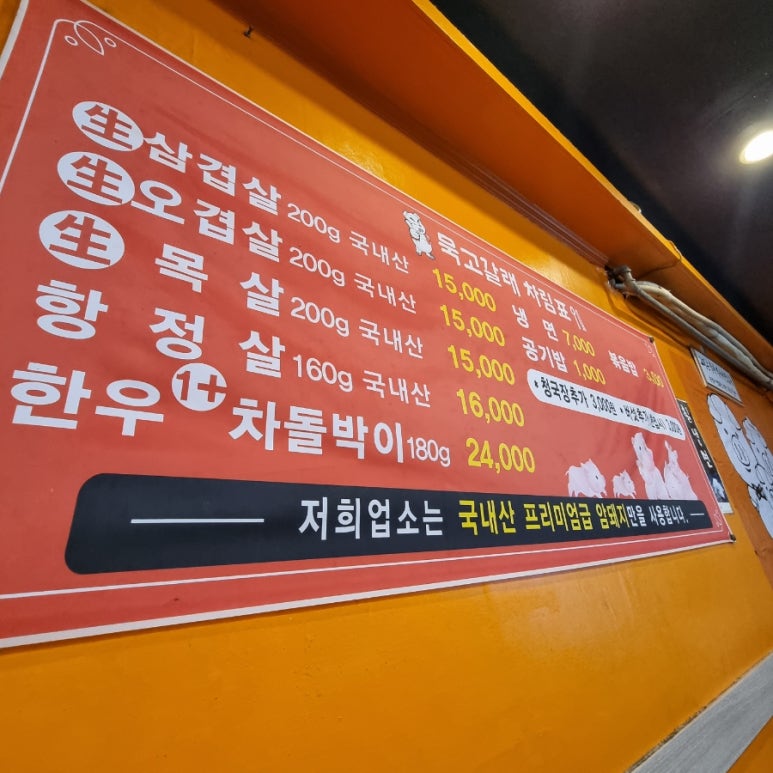 묵고갈래 차림표
生 삼겹살 200g 국내산 15,000
生 오겹살 200g 국내산 15,000
生 목살 200g 국내산 15,000
항정살 160g 국내산 16,000
한우 1+ 차돌박이 180g 24,000
냉면 7,000 볶음밥
공기밥 1,000
* 청국장추가 3,000원
저희업소는 국내산 프리미엄급 암돼지만을 사용합니다.